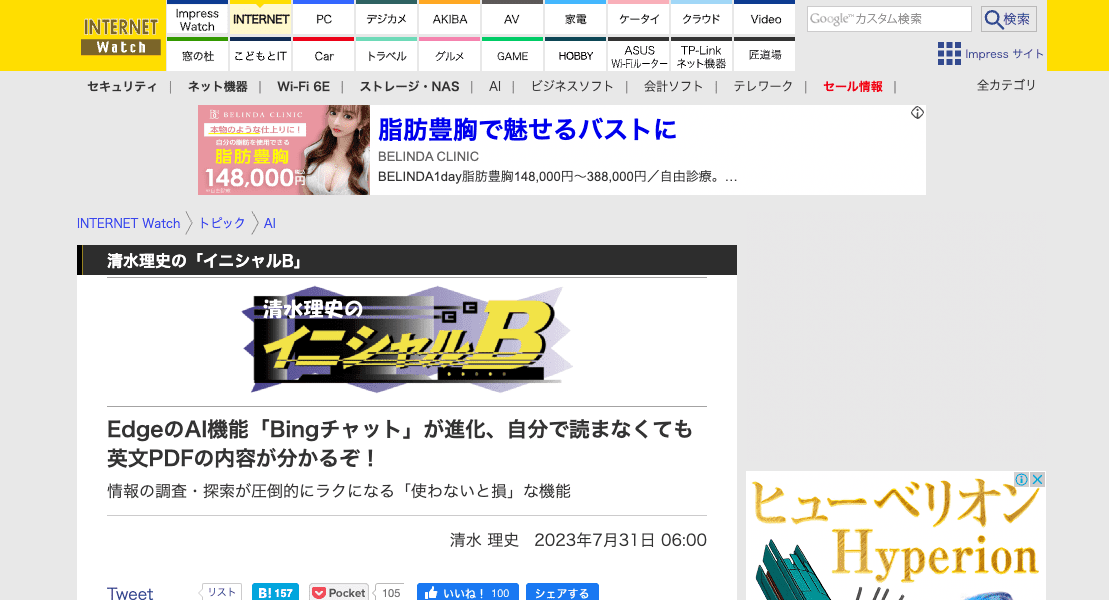 INTERNET
Watch
Impress
Watch
INTERNET
PC
デジカメ
AKIBA
AV
家電
ケータイ
クラウド
Video
窓の杜
こどもとIT
Car
トラベル
グルメ
GAME
HOBBY
ASUS
Wi-Fiルーター
TP-Link
ネット機器
匠道場
Google™カスタム検索
検索
Impress サイト
セキュリティ | ネット機器 | Wi-Fi 6E | ストレージ・NAS | AI | ビジネスソフト | 会計ソフト | テレワーク | セール情報 |
全カテゴリ
BELINDA CLINIC
本物のような仕上りに！
自分の脂肪を使用できる
脂肪豊胸
148,000円
脂肪豊胸で魅せるバストに
BELINDA CLINIC
BELINDA1day脂肪豊胸148,000円～388,000円／自由診療。...
INTERNET Watch
トピック
AI
清水理史の「イニシャルB」
清水理史の
イニシャルB
EdgeのAI機能「Bingチャット」が進化、自分で読まなくても
英文PDFの内容が分かるぞ！
情報の調査・探索が圧倒的にラクになる「使わないと損」な機能
清水 理史　2023年7月31日 06:00
Tweet
リスト
B! 157
Pocket
105
いいね！ 100
シェアする
ヒューベリオン
Hyperion